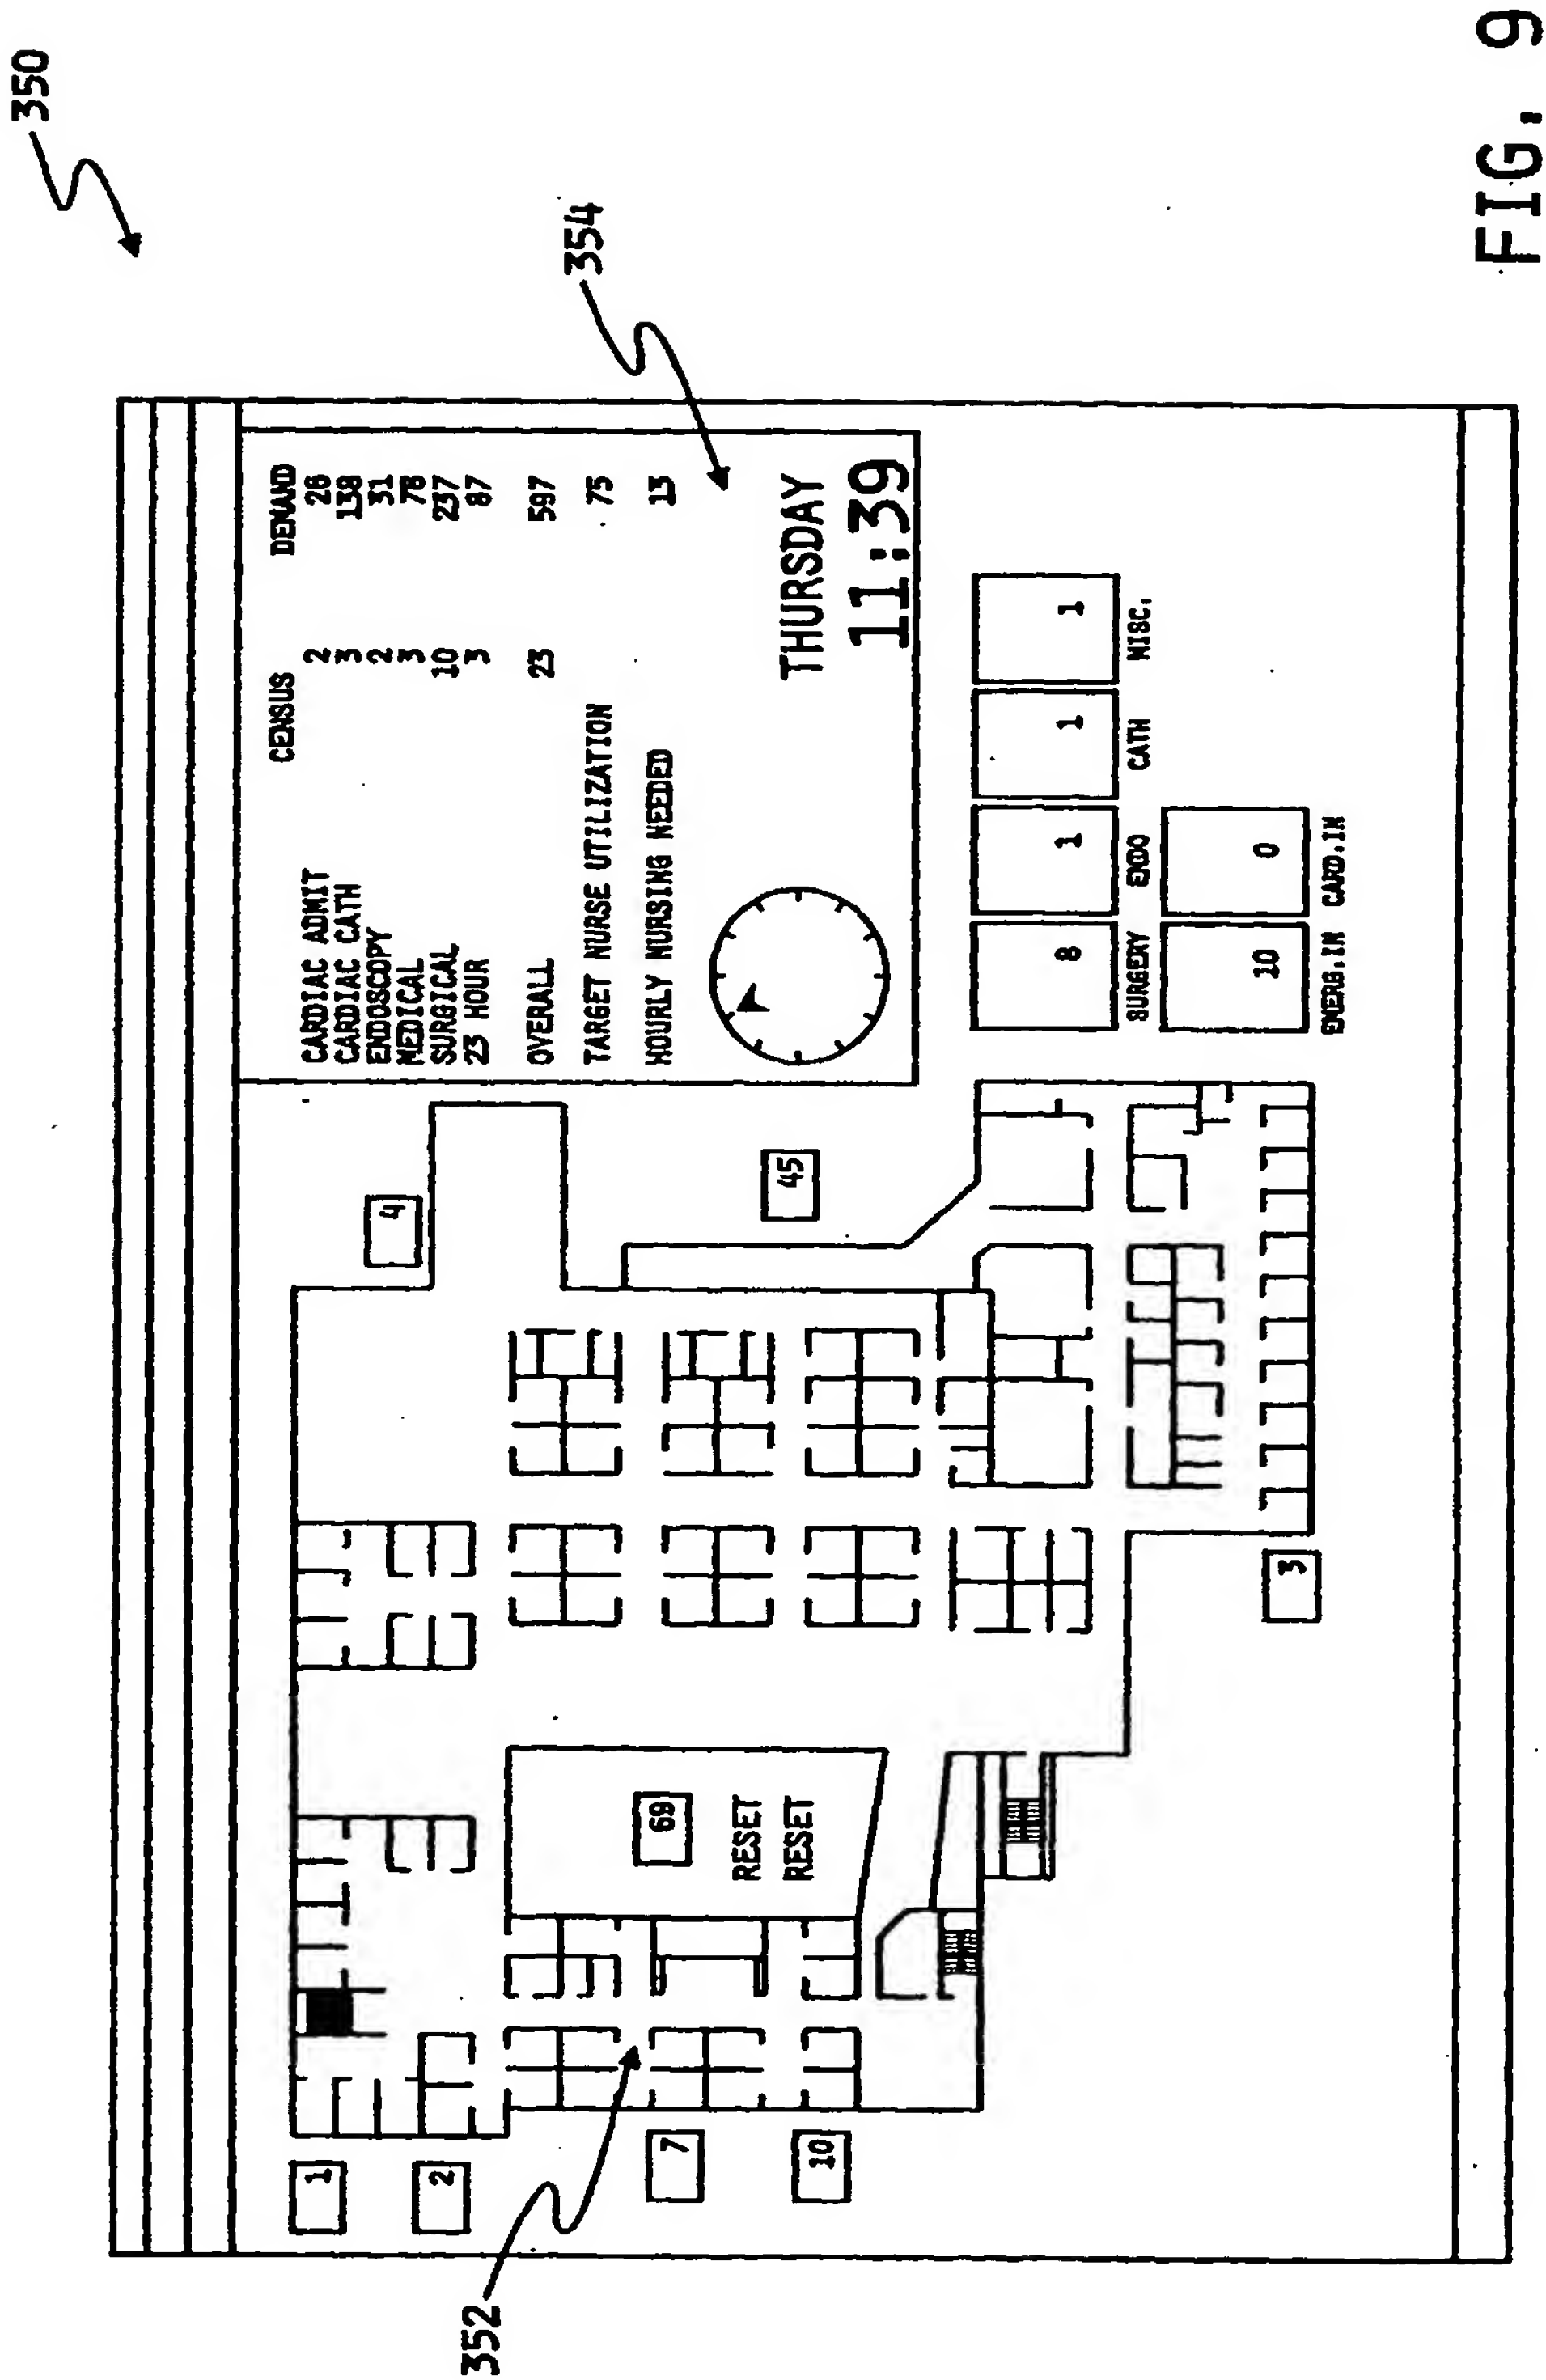 350
354
352
CENSUS DEMAND
CARDIAC ADMIT 2 26
CARDIAC CATH 3 138
ENDOSCOPY 2 31
MEDICAL 3 78
SURGICAL 10 237
23 HOUR 3 87
OVERALL 23 597
TARGET NURSE UTILIZATION 75
HOURLY NURSING NEEDED 13
THURSDAY
11:39
1
2
7
10
4
45
69
RESET
RESET
3
8 1 1 1
SURGERY ENDO CATH MISC.
10 0
EMERG.IN CARD.IN
FIG. 9